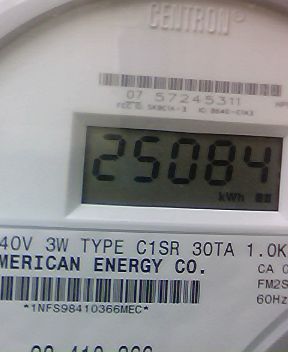 CENTRON®
07 57245311
25084
kWh
40V 3W TYPE C1SR 30TA 1.0K
MERICAN ENERGY CO.
CA 0
FM2S
60Hz
*1NFS98410366MEC*